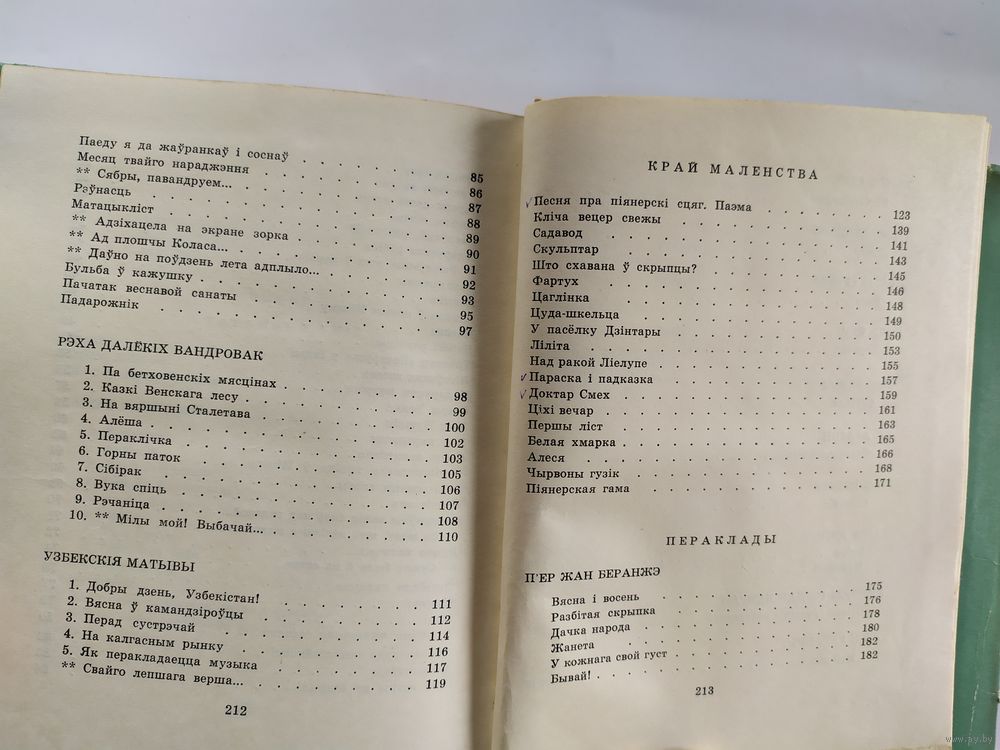 Паеду я да жаўранкаў і соснаў . . . . . . 85
Месяц твайго нараджэння . . . . . . 86
** Сябры, павандруем... . . . . . . 87
Рэўнасць . . . . . . 88
Матацыкліст . . . . . . 89
** Адзіхацела на экране зорка . . . . . . 90
** Ад плошчы Коласа... . . . . . . 91
** Даўно на поўдзень лета адплыло... . . . . . . 92
Бульба ў кажушку . . . . . . 93
Пачатак веснавой санаты . . . . . . 95
Падарожнік . . . . . . 97
РЭХА ДАЛЁКІХ ВАНДРОВАК
1. Па бетховенскіх мясцінах . . . . . . 98
2. Казкі Венскага лесу . . . . . . 99
3. На вяршыні Сталетава . . . . . . 100
4. Алёша . . . . . . 102
5. Пераклічка . . . . . . 103
6. Горны паток . . . . . . 105
7. Сібірак . . . . . . 106
8. Вука спіць . . . . . . 107
9. Рэчаніца . . . . . . 108
10. ** Мілы мой! Выбачай... . . . . . . 110
УЗБЕКСКІЯ МАТЫВЫ
1. Добры дзень, Узбекістан! . . . . . . 111
2. Вясна ў камандзіроўцы . . . . . . 112
3. Перад сустрэчай . . . . . . 114
4. На калгасным рынку . . . . . . 116
5. Як перакладаецца музыка . . . . . . 117
** Свайго лепшага верша... . . . . . . 119
212
КРАЙ МАЛЕНСТВА
Песня пра піянерскі сцяг. Паэма . . . . . . 123
Кліча вецер свежы . . . . . . 139
Садавод . . . . . . 141
Скульптар . . . . . . 143
Што схавана ў скрыпцы? . . . . . . 145
Фартух . . . . . . 146
Цаглінка . . . . . . 148
Цуда-шкельца . . . . . . 149
У пасёлку Дзінтары . . . . . . 150
Ліліта . . . . . . 153
Над ракой Ліелупе . . . . . . 155
Параска і падказка . . . . . . 157
Доктар Смех . . . . . . 159
Ціхі вечар . . . . . . 161
Першы ліст . . . . . . 163
Белая хмарка . . . . . . 165
Алеся . . . . . . 166
Чырвоны гузік . . . . . . 168
Піянерская гама . . . . . . 171
ПЕРАКЛАДЫ
П'ЕР ЖАН БЕРАНЖЭ
Вясна і восень . . . . . . 175
Разбітая скрыпка . . . . . . 176
Дачка народа . . . . . . 178
Жанета . . . . . . 180
У кожнага свой густ . . . . . . 182
Бывай! . . . . . . 182
213
www.ay.by